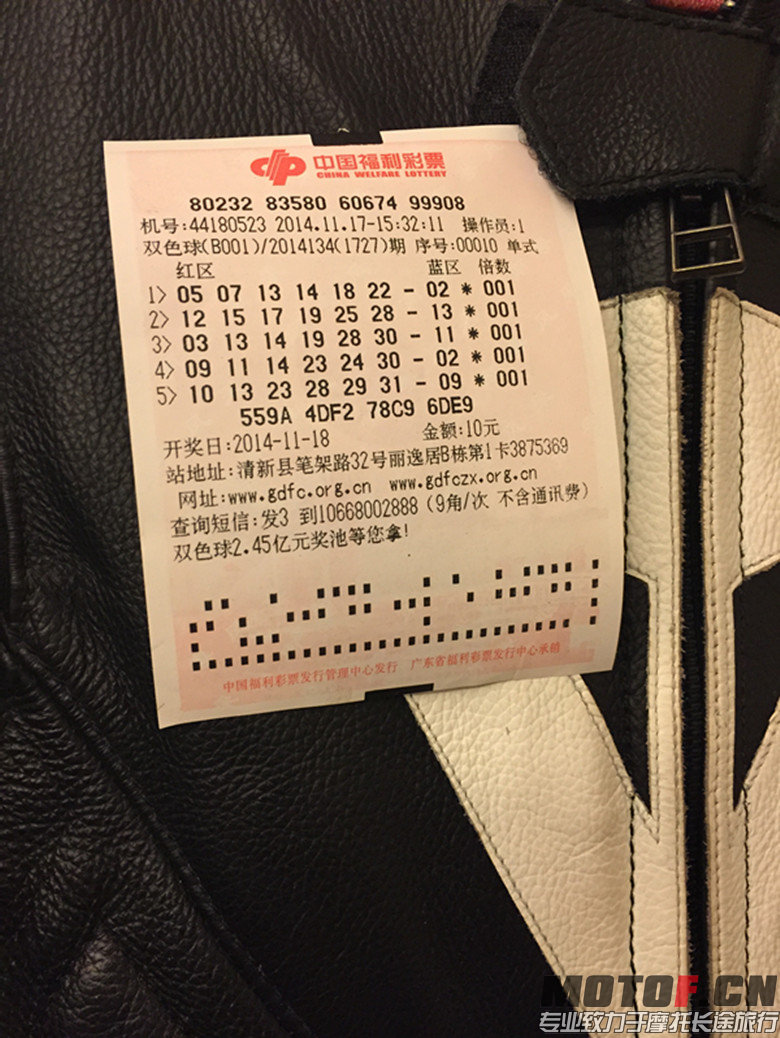 中国福利彩票
CHINA WELFARE LOTTERY
80232 83580 60674 99908
机号:44180523 2014.11.17-15:32:11 操作员:1
双色球(B001)/2014134(1727)期 序号:00010 单式
红区 蓝区 倍数
1> 05 07 13 14 18 22 - 02 * 001
2> 12 15 17 19 25 28 - 13 * 001
3> 03 13 14 19 28 30 - 11 * 001
4> 09 11 14 23 24 30 - 02 * 001
5> 10 13 23 28 29 31 - 09 * 001
559A 4DF2 78C9 6DE9
开奖日:2014-11-18 金额:10元
站地址:清新县笔架路32号丽逸居B栋第1卡3875369
网址:www.gdfc.org.cn www.gdfczx.org.cn
查询短信:发3 到10668002888 (9角/次 不含通讯费)
双色球2.45亿元奖池等您拿!
中国福利彩票发行管理中心发行 广东省福利彩票发行中心承销
MOTOF.CN
专业致力于摩托长途旅行